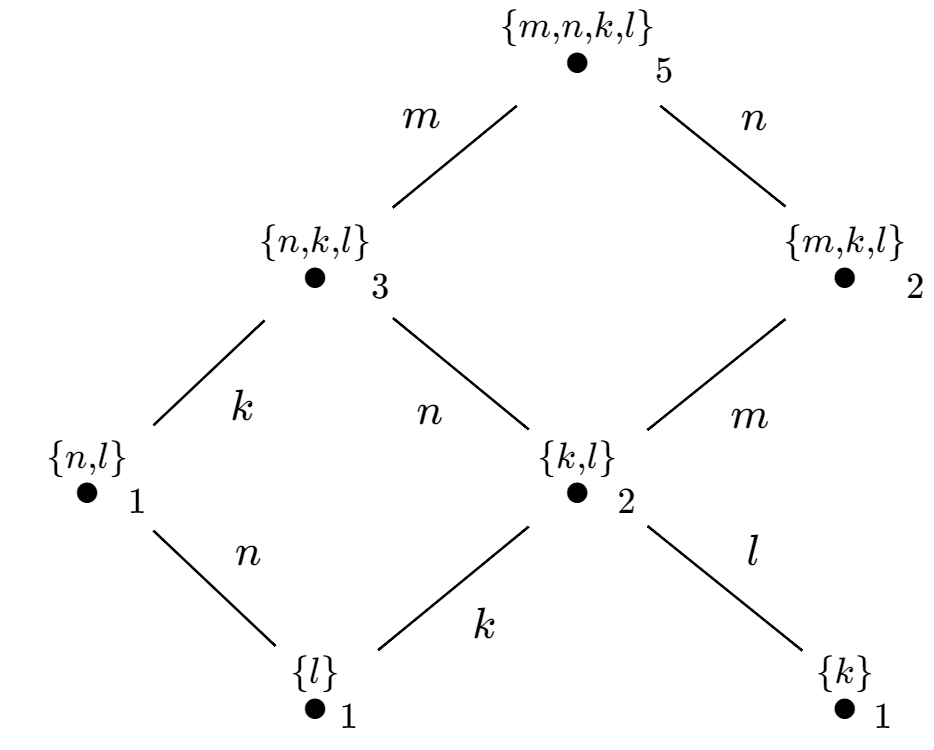 {m,n,k,l}
5
m
n
{n,k,l}
3
{m,k,l}
2
k
n
m
{n,l}
1
{k,l}
2
n
l
k
{l}
1
{k}
1